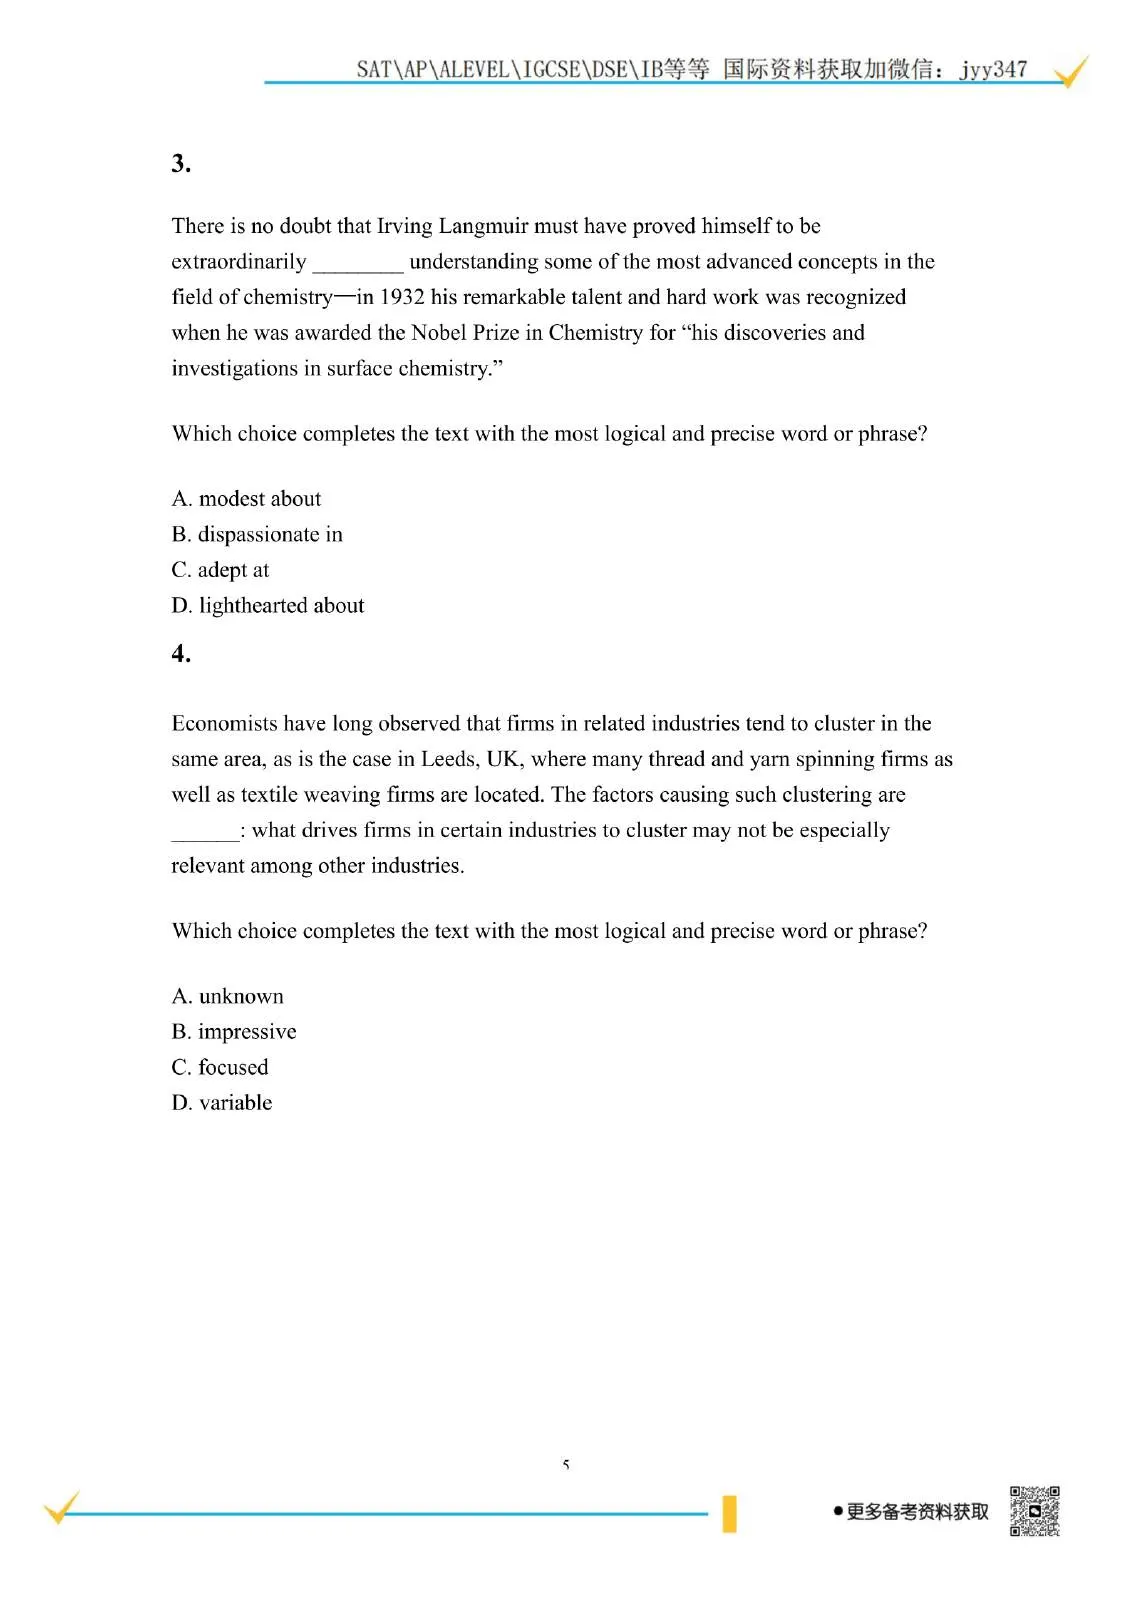 SAT\AP\ALEVEL\IGCSE\DSE\IB等等 国际资料获取加微信：jyy347
3.
There is no doubt that Irving Langmuir must have proved himself to be
extraordinarily ________ understanding some of the most advanced concepts in the
field of chemistry—in 1932 his remarkable talent and hard work was recognized
when he was awarded the Nobel Prize in Chemistry for “his discoveries and
investigations in surface chemistry.”
Which choice completes the text with the most logical and precise word or phrase?
A. modest about
B. dispassionate in
C. adept at
D. lighthearted about
4.
Economists have long observed that firms in related industries tend to cluster in the
same area, as is the case in Leeds, UK, where many thread and yarn spinning firms as
well as textile weaving firms are located. The factors causing such clustering are
______: what drives firms in certain industries to cluster may not be especially
relevant among other industries.
Which choice completes the text with the most logical and precise word or phrase?
A. unknown
B. impressive
C. focused
D. variable
5
●更多备考资料获取